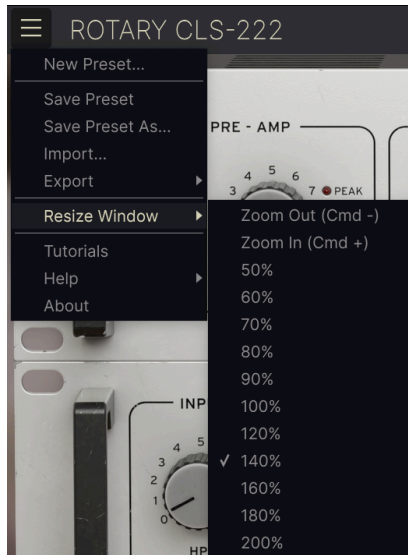 ROTARY CLS-222
New Preset...
Save Preset
Save Preset As...
Import...
Export
Resize Window
Tutorials
Help
About
PRE - AMP
3 4 5 6 7 PEAK
Zoom Out (Cmd -)
Zoom In (Cmd +)
50%
60%
70%
80%
90%
100%
120%
✓ 140%
160%
180%
200%
INP
0 1 2 3 4 5
HP